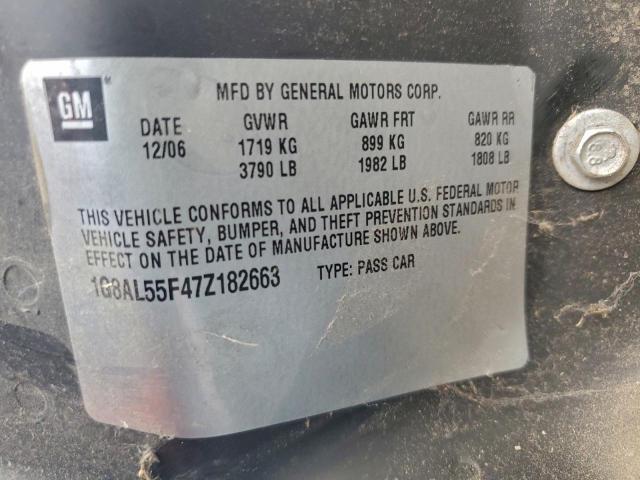 GM
MFD BY GENERAL MOTORS CORP.
DATE GVWR GAWR FRT GAWR RR
12/06 1719 KG 899 KG 820 KG
3790 LB 1982 LB 1808 LB
THIS VEHICLE CONFORMS TO ALL APPLICABLE U.S. FEDERAL MOTOR
VEHICLE SAFETY, BUMPER, AND THEFT PREVENTION STANDARDS IN
EFFECT ON THE DATE OF MANUFACTURE SHOWN ABOVE.
1G8AL55F47Z182663 TYPE: PASS CAR